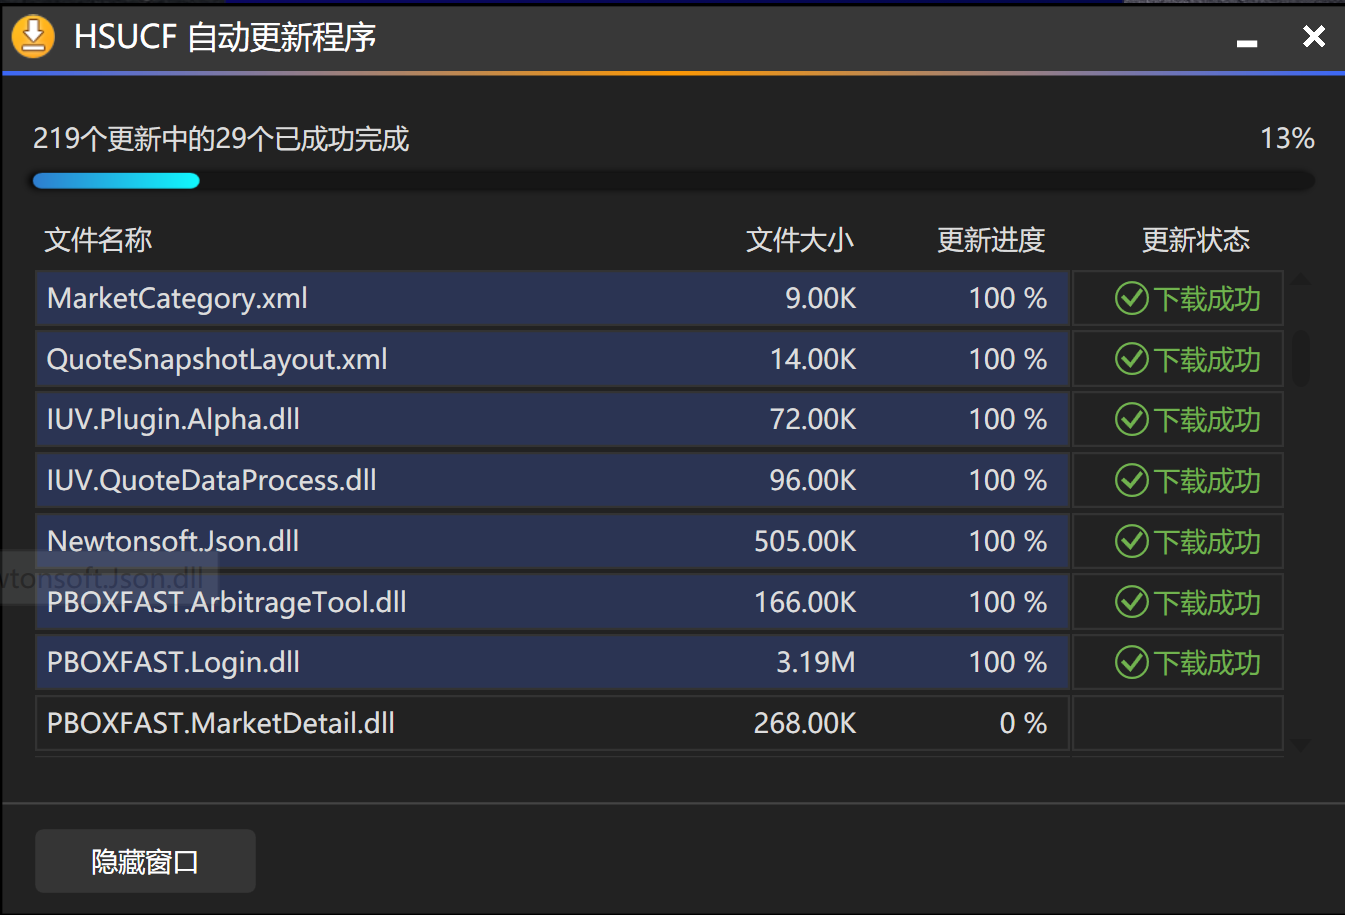 HSUCF 自动更新程序
219个更新中的29个已成功完成 13%
文件名称 文件大小 更新进度 更新状态
MarketCategory.xml 9.00K 100 % 下载成功
QuoteSnapshotLayout.xml 14.00K 100 % 下载成功
IUV.Plugin.Alpha.dll 72.00K 100 % 下载成功
IUV.QuoteDataProcess.dll 96.00K 100 % 下载成功
Newtonsoft.Json.dll 505.00K 100 % 下载成功
wtonsoft.Json.dll
PBOXFAST.ArbitrageTool.dll 166.00K 100 % 下载成功
PBOXFAST.Login.dll 3.19M 100 % 下载成功
PBOXFAST.MarketDetail.dll 268.00K 0 %
隐藏窗口